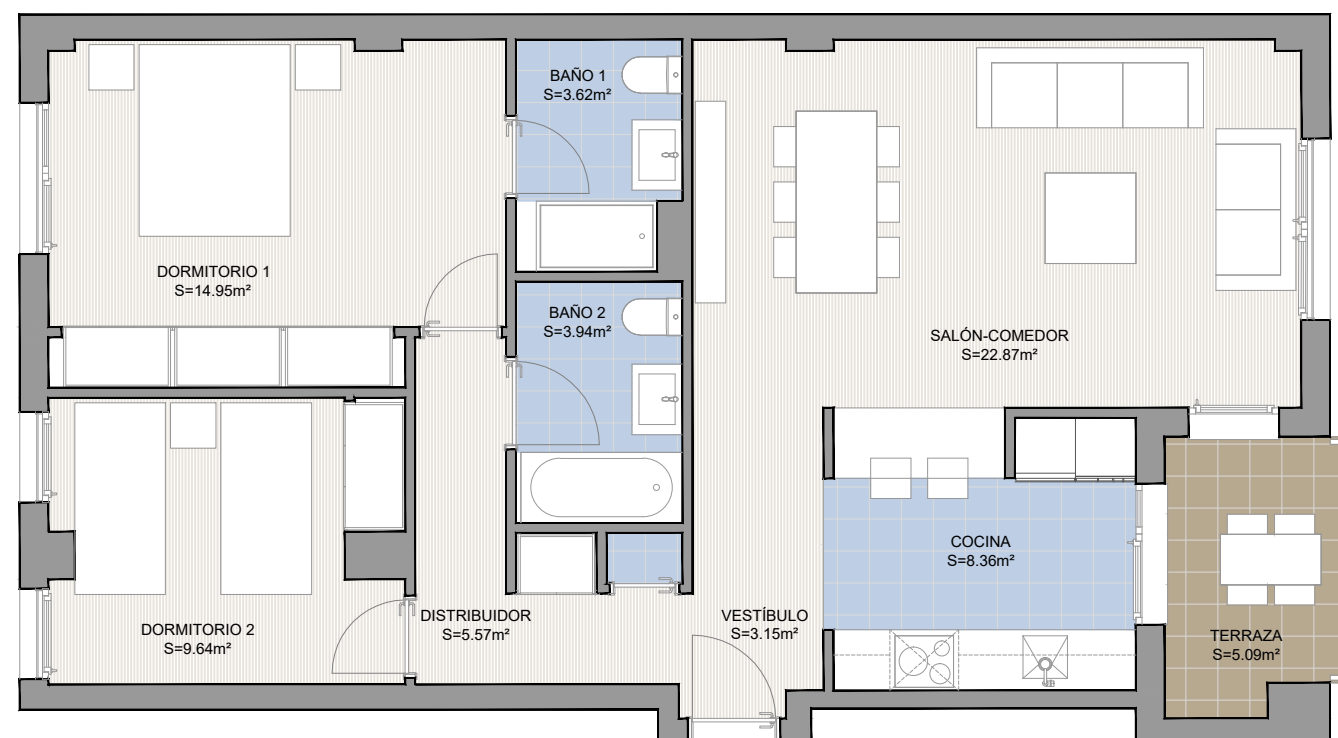 BAÑO 1
S=3.62m²
DORMITORIO 1
S=14.95m²
BAÑO 2
S=3.94m²
SALÓN-COMEDOR
S=22.87m²
COCINA
S=8.36m²
DORMITORIO 2
S=9.64m²
DISTRIBUIDOR
S=5.57m²
VESTÍBULO
S=3.15m²
TERRAZA
S=5.09m²